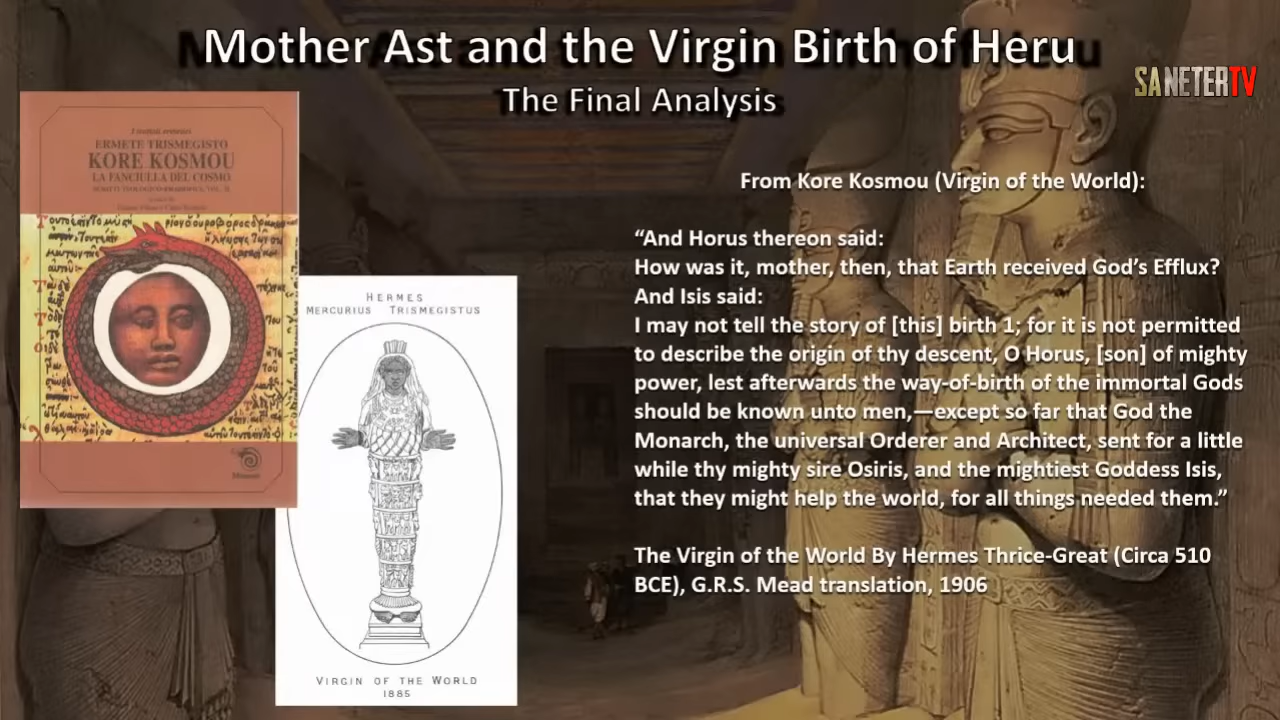 Mother Ast and the Virgin Birth of Heru
The Final Analysis
SANETERTV
I trattati ermetici
ERMETE TRISMEGISTO
KORE KOSMOU
LA FANCIULLA DEL COSMO
HERMES
MERCURIUS TRISMEGISTUS
VIRGIN OF THE WORLD
1885
From Kore Kosmou (Virgin of the World):
“And Horus thereon said:
How was it, mother, then, that Earth received God’s Efflux?
And Isis said:
I may not tell the story of [this] birth 1; for it is not permitted
to describe the origin of thy descent, O Horus, [son] of mighty
power, lest afterwards the way-of-birth of the immortal Gods
should be known unto men,—except so far that God the
Monarch, the universal Orderer and Architect, sent for a little
while thy mighty sire Osiris, and the mightiest Goddess Isis,
that they might help the world, for all things needed them.”
The Virgin of the World By Hermes Thrice-Great (Circa 510
BCE), G.R.S. Mead translation, 1906